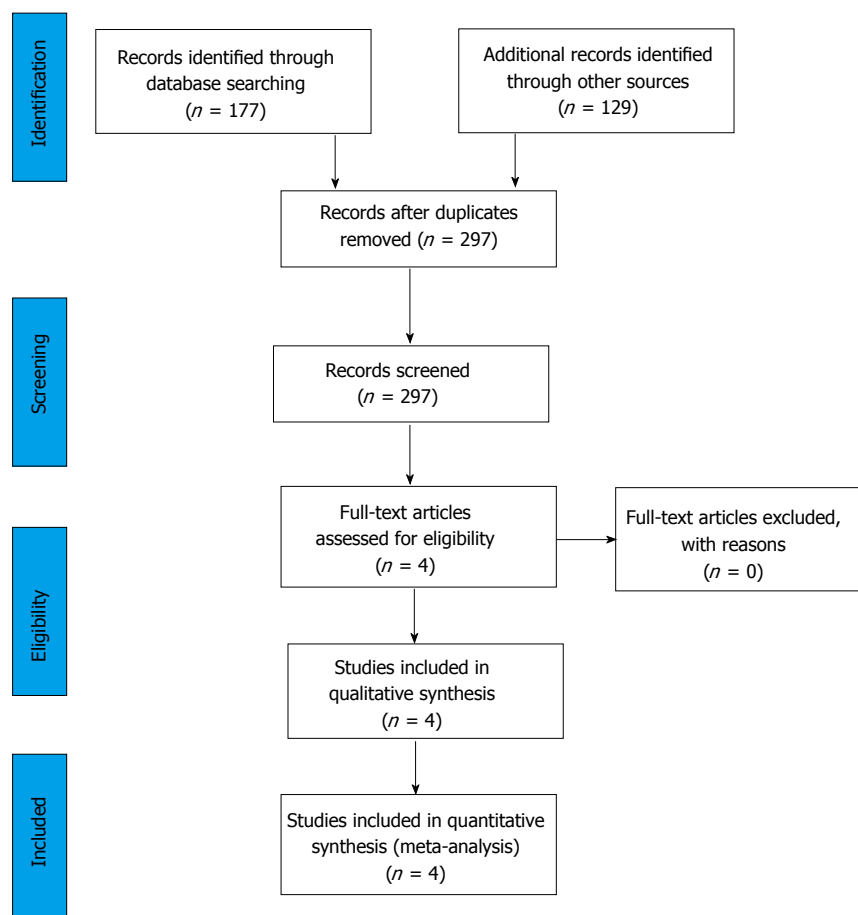 Identification
Records identified through
database searching
(n = 177)
Additional records identified
through other sources
(n = 129)
Records after duplicates
removed (n = 297)
Screening
Records screened
(n = 297)
Eligibility
Full-text articles
assessed for eligibility
(n = 4)
Full-text articles excluded,
with reasons
(n = 0)
Studies included in
qualitative synthesis
(n = 4)
Included
Studies included in quantitative
synthesis (meta-analysis)
(n = 4)